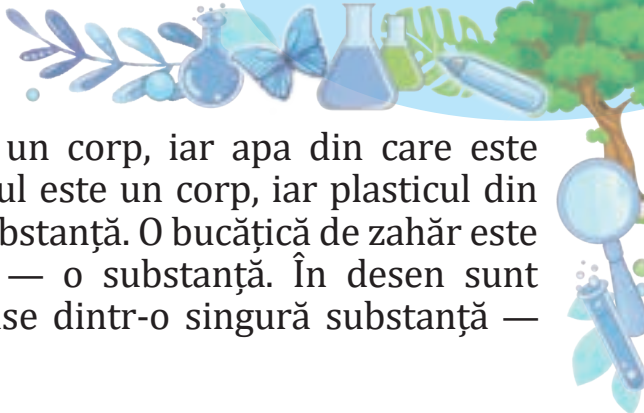 un corp, iar apa din care este
ul este un corp, iar plasticul din
bstanță. O bucățică de zahăr este
— o substanță. În desen sunt
se dintr-o singură substanță —